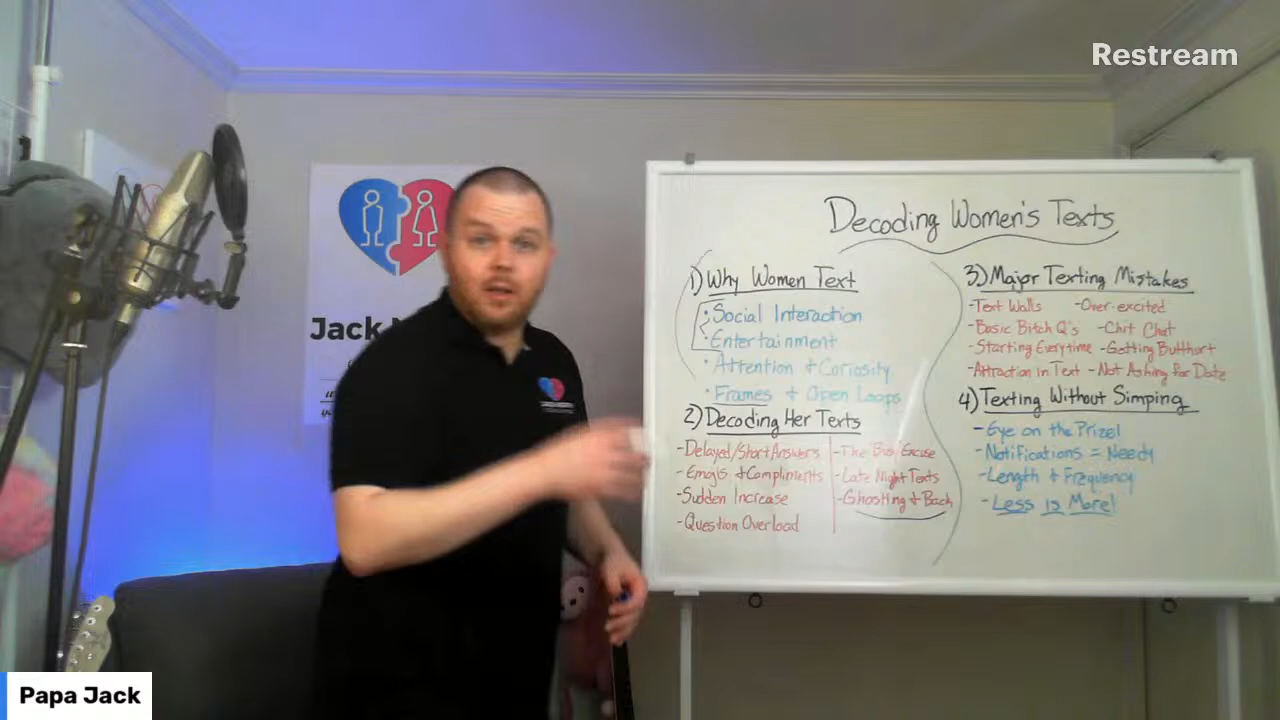 Restream
Jack
Decoding Women's Texts
1) Why Women Text
· Social Interaction
· Entertainment
· Attention & Curiosity
· Frames & Open Loops
2) Decoding Her Texts
- Delayed/Short Answers
- Emojis & Compliments
- Sudden Increase
- Question Overload
- The Busy Excuse
- Late Night Texts
- Ghosting & Back
3) Major Texting Mistakes
- Text Walls - Over-excited
- Basic Bitch Q's - Chit Chat
- Starting Everytime - Getting Butthurt
- Attraction in Text - Not Asking for Date
4) Texting Without Simping
- Eye on the Prize!
- Notifications = Needy
- Length & Frequency
- Less is More!
Papa Jack